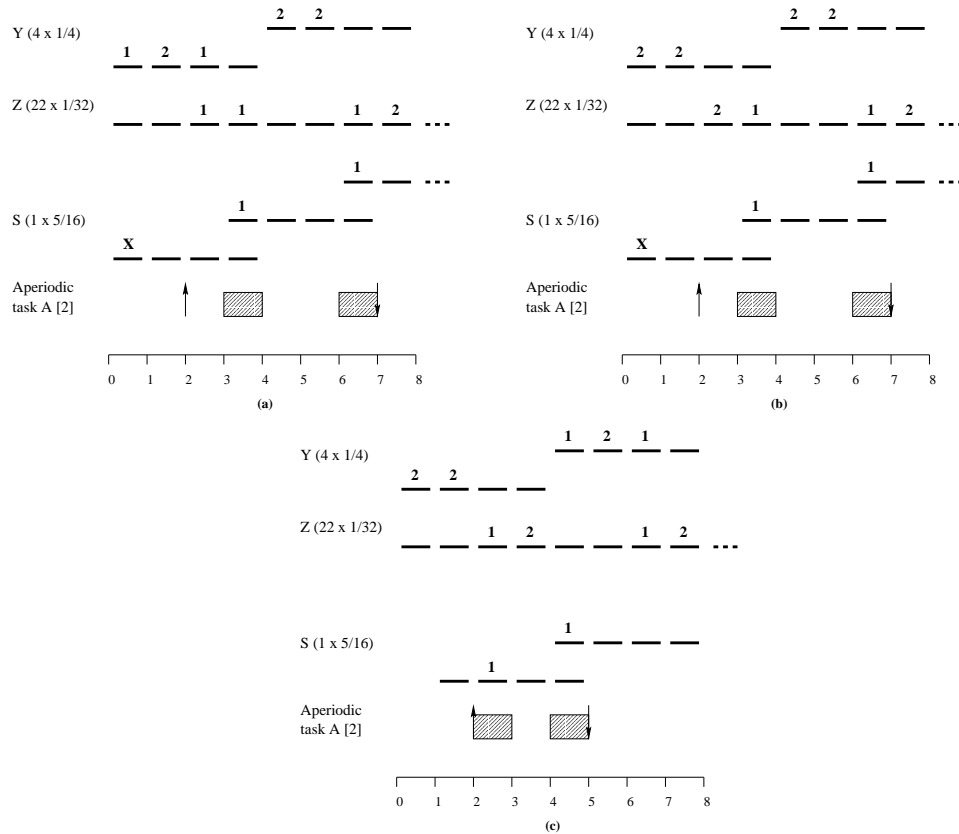 2 2
Y (4 x 1/4)
1 2 1
Z (22 x 1/32)
1 1 1 2
1
S (1 x 5/16)
1
X
Aperiodic
task A [2]
0 1 2 3 4 5 6 7 8
(a)
2 2
Y (4 x 1/4)
2 2
Z (22 x 1/32)
2 1 1 2
1
S (1 x 5/16)
1
X
Aperiodic
task A [2]
0 1 2 3 4 5 6 7 8
(b)
1 2 1
Y (4 x 1/4)
2 2
Z (22 x 1/32)
1 2 1 2
1
S (1 x 5/16)
1
Aperiodic
task A [2]
0 1 2 3 4 5 6 7 8
(c)